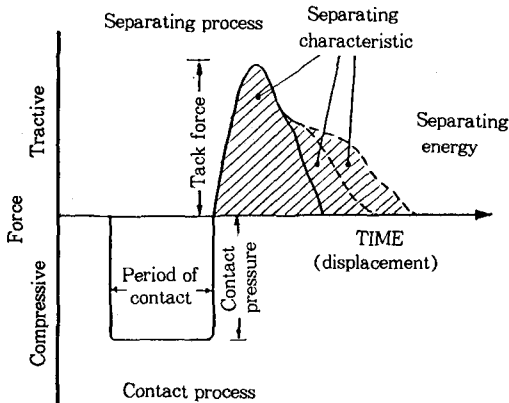 Separating process
Separating
characteristic
Tractive
Tack force
Separating
energy
Force
TIME
(displacement)
Compressive
Period of
contact
Contact
pressure
Contact process